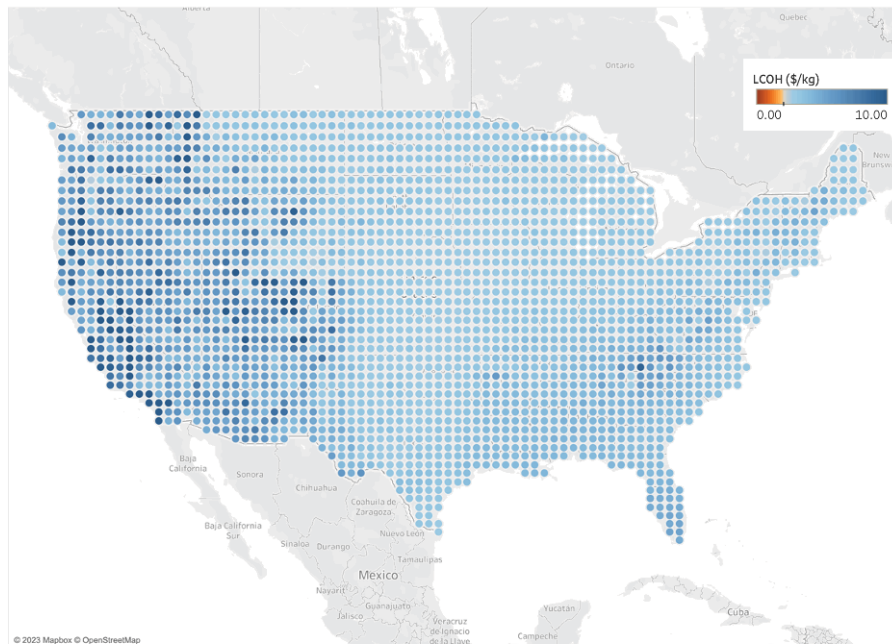 Alberta
Quebec
Ontario
LCOH ($/kg)
0.00
10.00
New
Brunswick
Baja
California
Sonora
Chihuahua
Coahuila de
Zaragoza
Baja California
Sur
Nuevo León
Sinaloa
Durango
Tamaulipas
Mexico
Nayarit
Guanajuato
Jalisco
Veracruz
de Ignacio
de la Llave
Yucatán
Campeche
Cuba
© 2023 Mapbox © OpenStreetMap